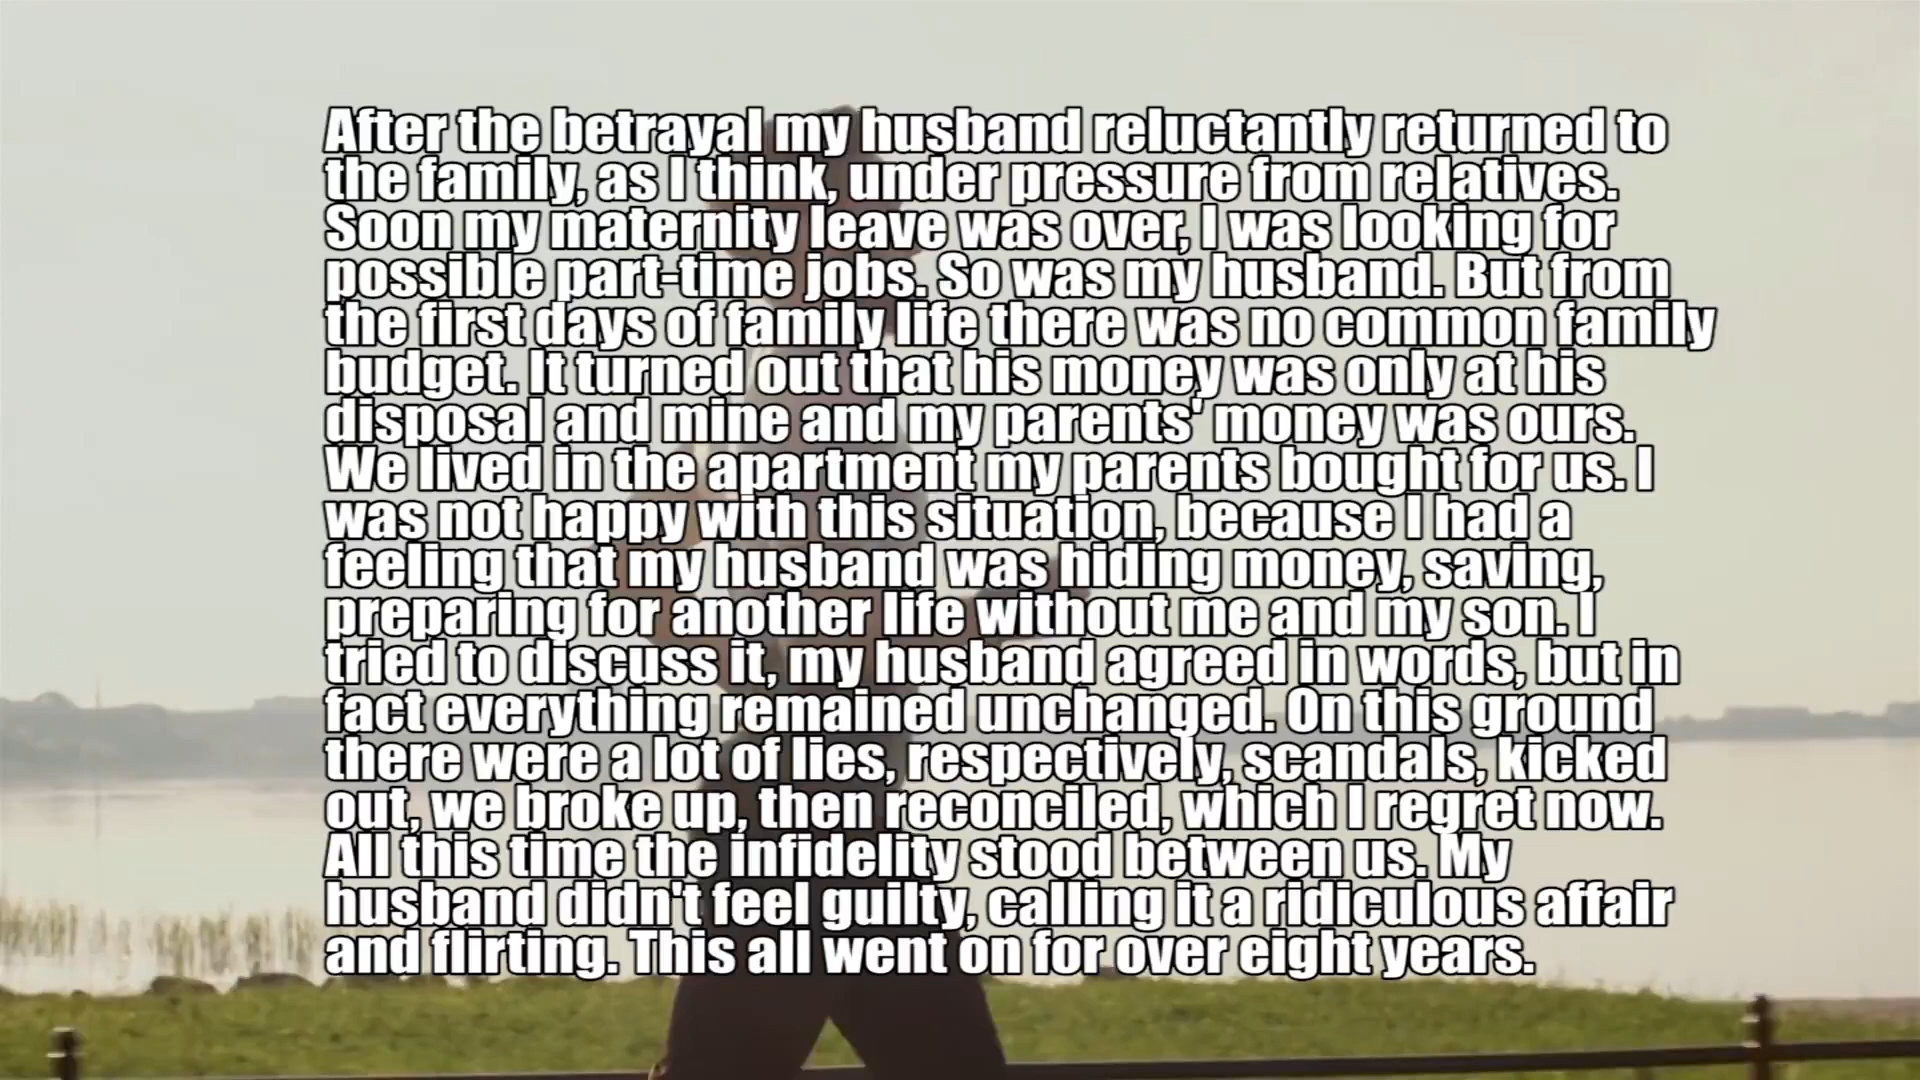 After the betrayal my husband reluctantly returned to
the family, as I think, under pressure from relatives.
Soon my maternity leave was over, I was looking for
possible part-time jobs. So was my husband. But from
the first days of family life there was no common family
budget. It turned out that his money was only at his
disposal and mine and my parents' money was ours.
We lived in the apartment my parents bought for us. I
was not happy with this situation, because I had a
feeling that my husband was hiding money, saving,
preparing for another life without me and my son. I
tried to discuss it, my husband agreed in words, but in
fact everything remained unchanged. On this ground
there were a lot of lies, respectively, scandals, kicked
out, we broke up, then reconciled, which I regret now.
All this time the infidelity stood between us. My
husband didn't feel guilty, calling it a ridiculous affair
and flirting. This all went on for over eight years.